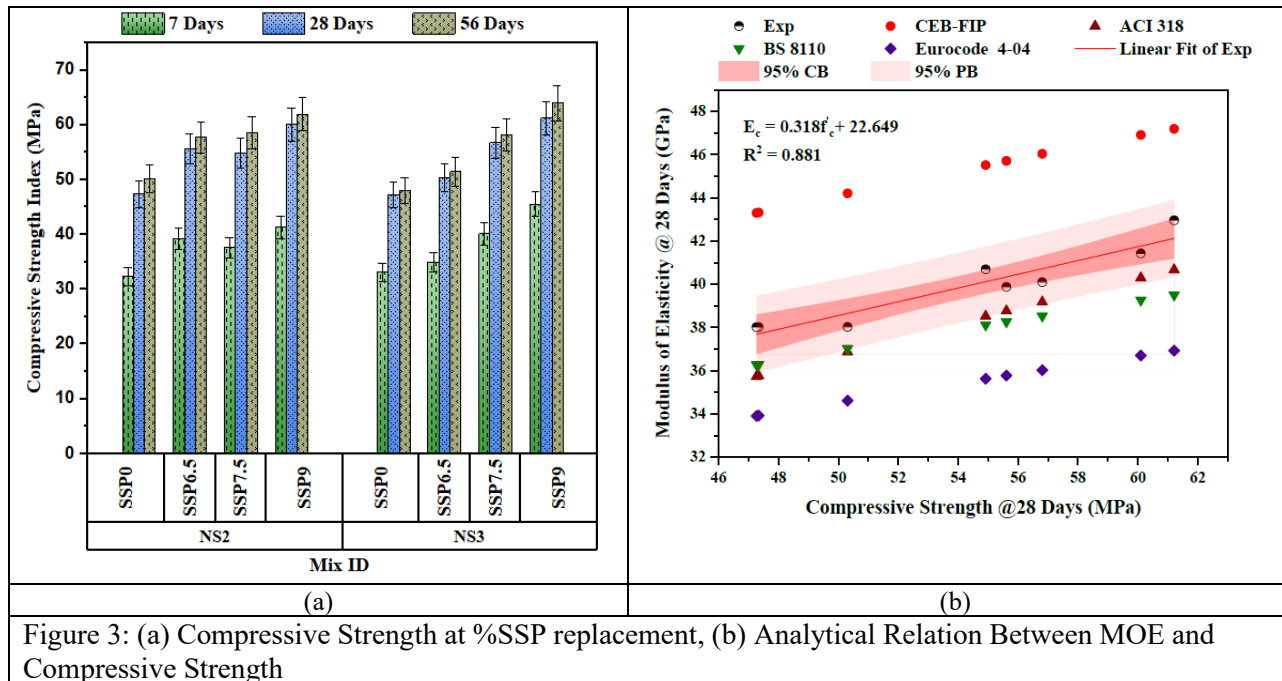 7 Days 28 Days 56 Days
Compressive Strength Index (MPa)
70
60
50
40
30
20
10
0
SSP0 SSP6.5 SSP7.5 SSP9 SSP0 SSP6.5 SSP7.5 SSP9
NS2 NS3
Mix ID
Exp CEB-FIP ACI 318
BS 8110 Eurocode 4-04 Linear Fit of Exp
95% CB 95% PB
Modulus of Elasticity @ 28 Days (GPa)
48
46
44
42
40
38
36
34
32
E_c = 0.318f'_c + 22.649
R² = 0.881
46 48 50 52 54 56 58 60 62
Compressive Strength @28 Days (MPa)
(a) (b)
Figure 3: (a) Compressive Strength at %SSP replacement, (b) Analytical Relation Between MOE and
Compressive Strength